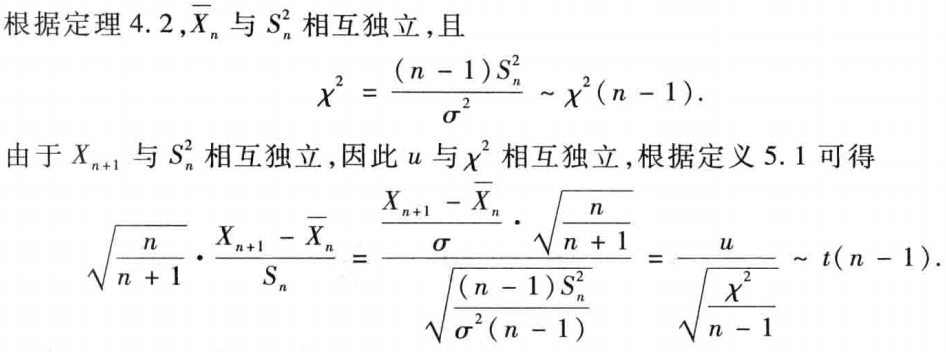 根据定理 4.2,$\overline{X}_n$ 与 $S_n^2$ 相互独立,且
$\chi^2 = \frac{(n-1)S_n^2}{\sigma^2} \sim \chi^2(n-1).$
由于 $X_{n+1}$ 与 $S_n^2$ 相互独立,因此 $u$ 与 $\chi^2$ 相互独立,根据定义 5.1 可得
$\sqrt{\frac{n}{n+1}} \cdot \frac{X_{n+1} - \overline{X}_n}{S_n} = \frac{\frac{X_{n+1} - \overline{X}_n}{\sigma} \cdot \sqrt{\frac{n}{n+1}}}{\sqrt{\frac{(n-1)S_n^2}{\sigma^2(n-1)}}} = \frac{u}{\sqrt{\frac{\chi^2}{n-1}}} \sim t(n-1).$